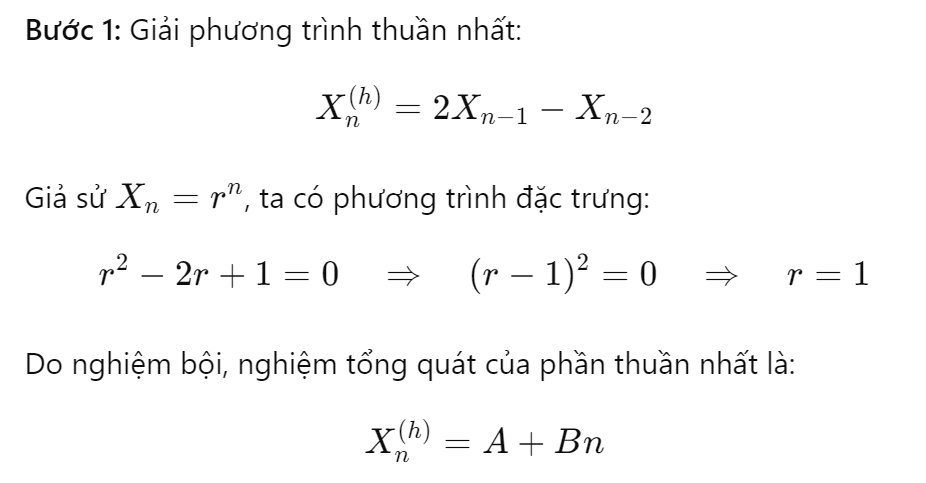 Bước 1: Giải phương trình thuần nhất:
$X_n^{(h)} = 2X_{n-1} - X_{n-2}$
Giả sử $X_n = r^n$, ta có phương trình đặc trưng:
$r^2 - 2r + 1 = 0 \quad \Rightarrow \quad (r - 1)^2 = 0 \quad \Rightarrow \quad r = 1$
Do nghiệm bội, nghiệm tổng quát của phần thuần nhất là:
$X_n^{(h)} = A + Bn$